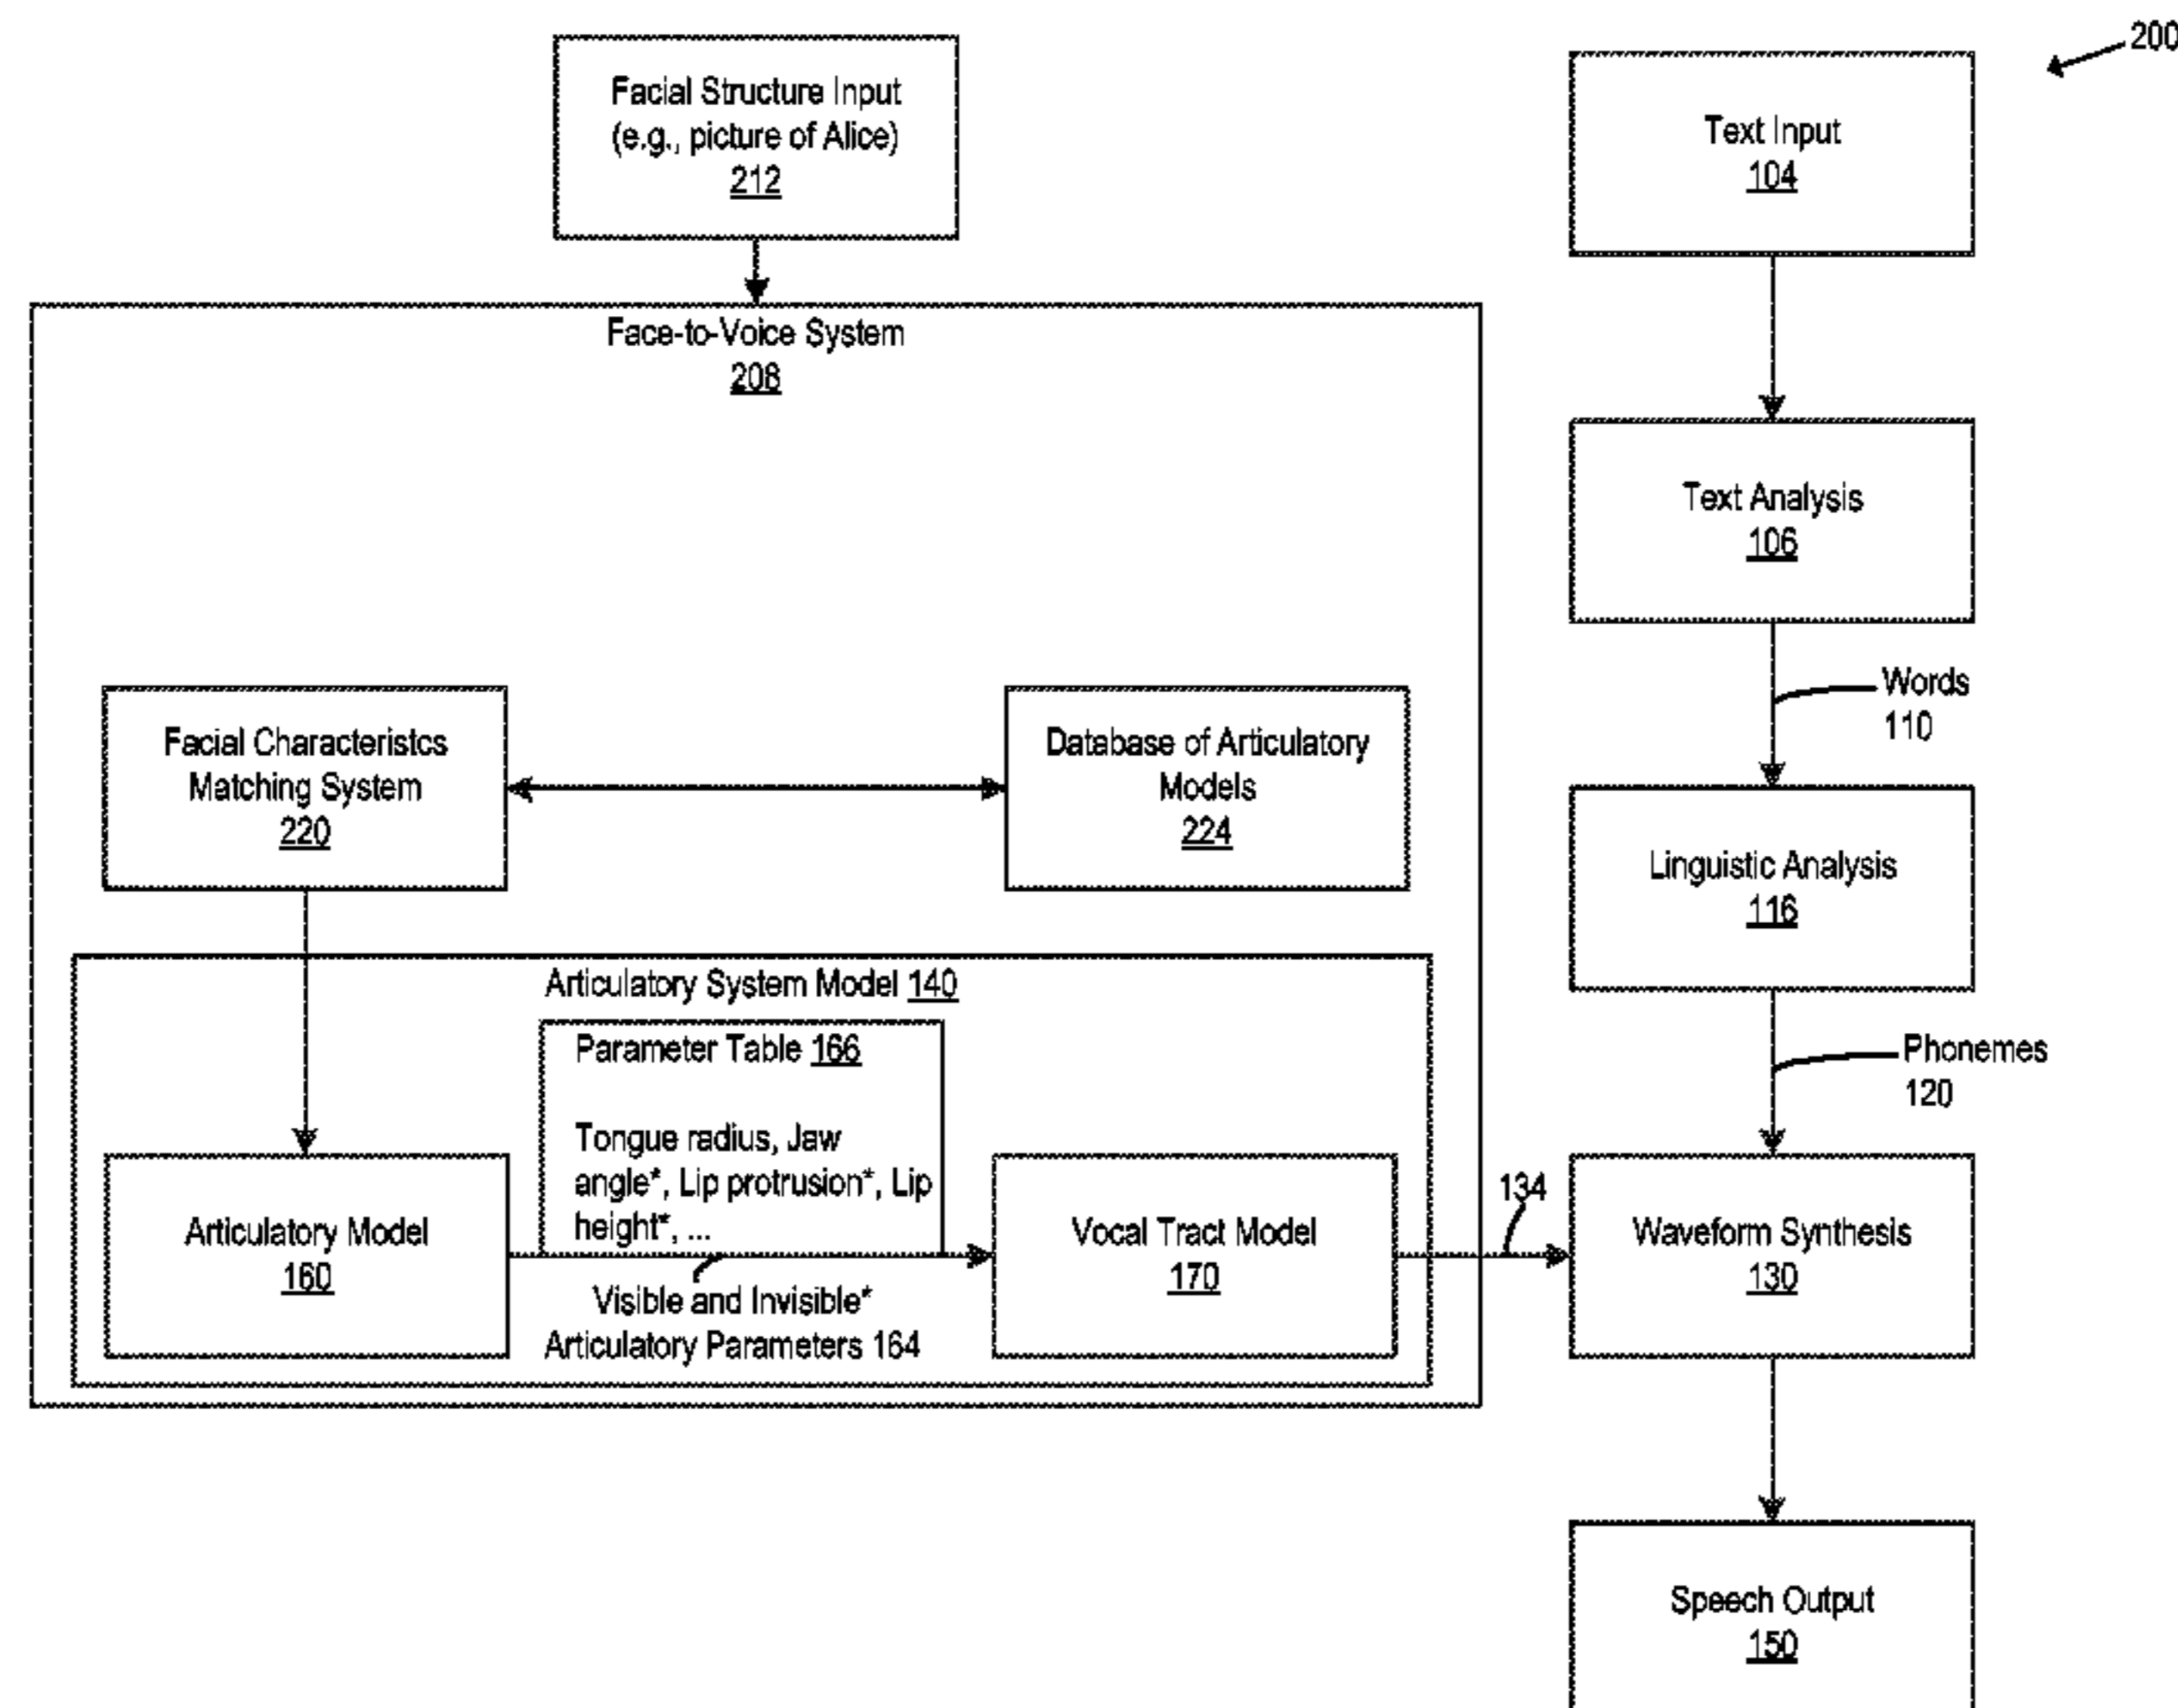 200
Facial Structure Input
(e.g., picture of Alice)
212
Text Input
104
Face-to-Voice System
208
Text Analysis
106
Words
110
Facial Characteristcs
Matching System
220
Database of Articulatory
Models
224
Linguistic Analysis
116
Articulatory System Model 140
Parameter Table 166
Tongue radius, Jaw
angle*, Lip protrusion*, Lip
height*, ...
Phonemes
120
Articulatory Model
160
Visible and Invisible*
Articulatory Parameters 164
Vocal Tract Model
170
134
Waveform Synthesis
130
Speech Output
150